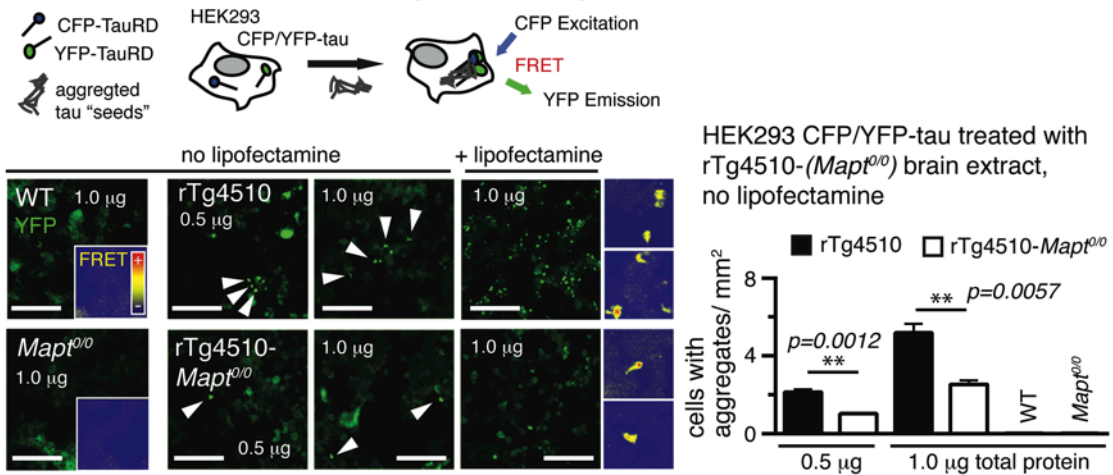 CFP-TauRD
YFP-TauRD
aggregted
tau "seeds"
HEK293
CFP/YFP-tau
CFP Excitation
FRET
YFP Emission
no lipofectamine
+ lipofectamine
WT
1.0 µg
YFP
FRET
+
-
rTg4510
0.5 µg
1.0 µg
Mapt0/0
1.0 µg
rTg4510-
Mapt0/0
0.5 µg
1.0 µg
1.0 µg
1.0 µg
HEK293 CFP/YFP-tau treated with
rTg4510-(Mapt0/0) brain extract,
no lipofectamine
rTg4510
rTg4510-Mapt0/0
cells with
aggregates/ mm2
8
4
0
p=0.0012
**
** p=0.0057
WT
Mapt0/0
0.5 µg
1.0 µg total protein